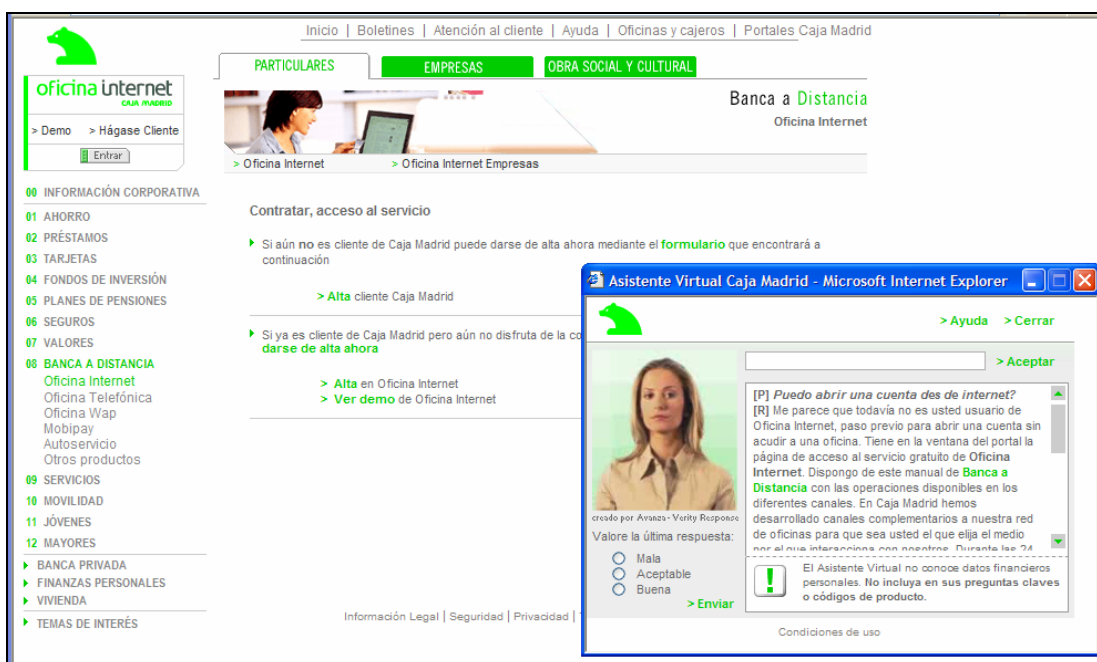 Inicio | Boletines | Atención al cliente | Ayuda | Oficinas y cajeros | Portales Caja Madrid
PARTICULARES
EMPRESAS
OBRA SOCIAL Y CULTURAL
oficina internet
CAJA MADRID
> Demo > Hágase Cliente
Entrar
Banca a Distancia
Oficina Internet
> Oficina Internet > Oficina Internet Empresas
00 INFORMACIÓN CORPORATIVA
01 AHORRO
02 PRÉSTAMOS
03 TARJETAS
04 FONDOS DE INVERSIÓN
05 PLANES DE PENSIONES
06 SEGUROS
07 VALORES
08 BANCA A DISTANCIA
Oficina Internet
Oficina Telefónica
Oficina Wap
Mobipay
Autoservicio
Otros productos
09 SERVICIOS
10 MOVILIDAD
11 JÓVENES
12 MAYORES
BANCA PRIVADA
FINANZAS PERSONALES
VIVIENDA
TEMAS DE INTERÉS
Contratar, acceso al servicio
Si aún no es cliente de Caja Madrid puede darse de alta ahora mediante el formulario que encontrará a
continuación
> Alta cliente Caja Madrid
Si ya es cliente de Caja Madrid pero aún no disfruta de la co
darse de alta ahora
> Alta en Oficina Internet
> Ver demo de Oficina Internet
Información Legal | Seguridad | Privacidad |
Asistente Virtual Caja Madrid - Microsoft Internet Explorer
> Ayuda > Cerrar
> Aceptar
[P] Puedo abrir una cuenta des de internet?
[R] Me parece que todavía no es usted usuario de
Oficina Internet, paso previo para abrir una cuenta sin
acudir a una oficina. Tiene en la ventana del portal la
página de acceso al servicio gratuito de Oficina
Internet. Dispongo de este manual de Banca a
Distancia con las operaciones disponibles en los
diferentes canales. En Caja Madrid hemos
desarrollado canales complementarios a nuestra red
de oficinas para que sea usted el que elija el medio
por el que interacciona con nosotros. Durante las 24
creado por Avanza - Verity Response
Valore la última respuesta:
Mala
Aceptable
Buena
> Enviar
El Asistente Virtual no conoce datos financieros
personales. No incluya en sus preguntas claves
o códigos de producto.
Condiciones de uso